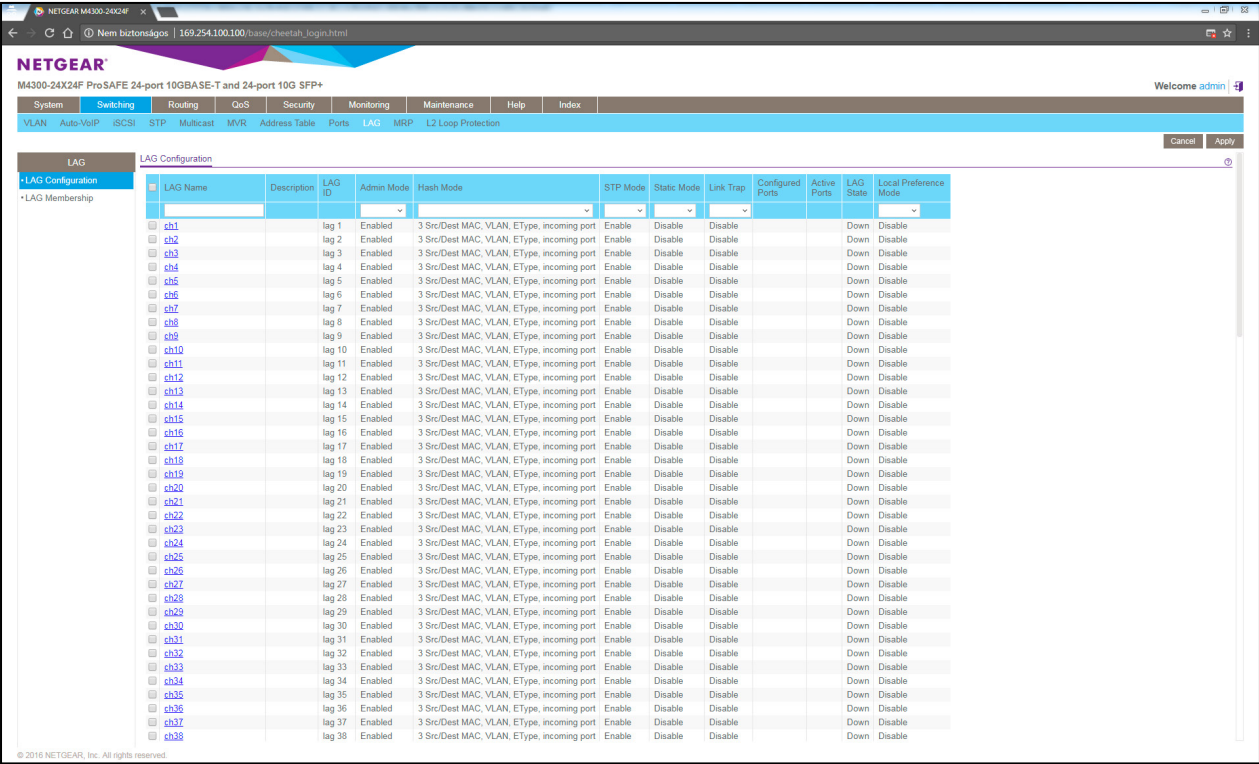 NETGEAR M4300-24X24F
Nem biztonságos | 169.254.100.100/base/cheetah_login.html
NETGEAR®
M4300-24X24F ProSAFE 24-port 10GBASE-T and 24-port 10G SFP+
Welcome admin
System Switching Routing QoS Security Monitoring Maintenance Help Index
VLAN Auto-VoIP iSCSI STP Multicast MVR Address Table Ports LAG MRP L2 Loop Protection
Cancel Apply
LAG
• LAG Configuration
• LAG Membership
LAG Configuration
LAG Name Description LAG ID Admin Mode Hash Mode STP Mode Static Mode Link Trap Configured Ports Active Ports LAG State Local Preference Mode
ch1 lag 1 Enabled 3 Src/Dest MAC, VLAN, EType, incoming port Enable Disable Disable Down Disable
ch2 lag 2 Enabled 3 Src/Dest MAC, VLAN, EType, incoming port Enable Disable Disable Down Disable
ch3 lag 3 Enabled 3 Src/Dest MAC, VLAN, EType, incoming port Enable Disable Disable Down Disable
ch4 lag 4 Enabled 3 Src/Dest MAC, VLAN, EType, incoming port Enable Disable Disable Down Disable
ch5 lag 5 Enabled 3 Src/Dest MAC, VLAN, EType, incoming port Enable Disable Disable Down Disable
ch6 lag 6 Enabled 3 Src/Dest MAC, VLAN, EType, incoming port Enable Disable Disable Down Disable
ch7 lag 7 Enabled 3 Src/Dest MAC, VLAN, EType, incoming port Enable Disable Disable Down Disable
ch8 lag 8 Enabled 3 Src/Dest MAC, VLAN, EType, incoming port Enable Disable Disable Down Disable
ch9 lag 9 Enabled 3 Src/Dest MAC, VLAN, EType, incoming port Enable Disable Disable Down Disable
ch10 lag 10 Enabled 3 Src/Dest MAC, VLAN, EType, incoming port Enable Disable Disable Down Disable
ch11 lag 11 Enabled 3 Src/Dest MAC, VLAN, EType, incoming port Enable Disable Disable Down Disable
ch12 lag 12 Enabled 3 Src/Dest MAC, VLAN, EType, incoming port Enable Disable Disable Down Disable
ch13 lag 13 Enabled 3 Src/Dest MAC, VLAN, EType, incoming port Enable Disable Disable Down Disable
ch14 lag 14 Enabled 3 Src/Dest MAC, VLAN, EType, incoming port Enable Disable Disable Down Disable
ch15 lag 15 Enabled 3 Src/Dest MAC, VLAN, EType, incoming port Enable Disable Disable Down Disable
ch16 lag 16 Enabled 3 Src/Dest MAC, VLAN, EType, incoming port Enable Disable Disable Down Disable
ch17 lag 17 Enabled 3 Src/Dest MAC, VLAN, EType, incoming port Enable Disable Disable Down Disable
ch18 lag 18 Enabled 3 Src/Dest MAC, VLAN, EType, incoming port Enable Disable Disable Down Disable
ch19 lag 19 Enabled 3 Src/Dest MAC, VLAN, EType, incoming port Enable Disable Disable Down Disable
ch20 lag 20 Enabled 3 Src/Dest MAC, VLAN, EType, incoming port Enable Disable Disable Down Disable
ch21 lag 21 Enabled 3 Src/Dest MAC, VLAN, EType, incoming port Enable Disable Disable Down Disable
ch22 lag 22 Enabled 3 Src/Dest MAC, VLAN, EType, incoming port Enable Disable Disable Down Disable
ch23 lag 23 Enabled 3 Src/Dest MAC, VLAN, EType, incoming port Enable Disable Disable Down Disable
ch24 lag 24 Enabled 3 Src/Dest MAC, VLAN, EType, incoming port Enable Disable Disable Down Disable
ch25 lag 25 Enabled 3 Src/Dest MAC, VLAN, EType, incoming port Enable Disable Disable Down Disable
ch26 lag 26 Enabled 3 Src/Dest MAC, VLAN, EType, incoming port Enable Disable Disable Down Disable
ch27 lag 27 Enabled 3 Src/Dest MAC, VLAN, EType, incoming port Enable Disable Disable Down Disable
ch28 lag 28 Enabled 3 Src/Dest MAC, VLAN, EType, incoming port Enable Disable Disable Down Disable
ch29 lag 29 Enabled 3 Src/Dest MAC, VLAN, EType, incoming port Enable Disable Disable Down Disable
ch30 lag 30 Enabled 3 Src/Dest MAC, VLAN, EType, incoming port Enable Disable Disable Down Disable
ch31 lag 31 Enabled 3 Src/Dest MAC, VLAN, EType, incoming port Enable Disable Disable Down Disable
ch32 lag 32 Enabled 3 Src/Dest MAC, VLAN, EType, incoming port Enable Disable Disable Down Disable
ch33 lag 33 Enabled 3 Src/Dest MAC, VLAN, EType, incoming port Enable Disable Disable Down Disable
ch34 lag 34 Enabled 3 Src/Dest MAC, VLAN, EType, incoming port Enable Disable Disable Down Disable
ch35 lag 35 Enabled 3 Src/Dest MAC, VLAN, EType, incoming port Enable Disable Disable Down Disable
ch36 lag 36 Enabled 3 Src/Dest MAC, VLAN, EType, incoming port Enable Disable Disable Down Disable
ch37 lag 37 Enabled 3 Src/Dest MAC, VLAN, EType, incoming port Enable Disable Disable Down Disable
ch38 lag 38 Enabled 3 Src/Dest MAC, VLAN, EType, incoming port Enable Disable Disable Down Disable
© 2016 NETGEAR, Inc. All rights reserved.